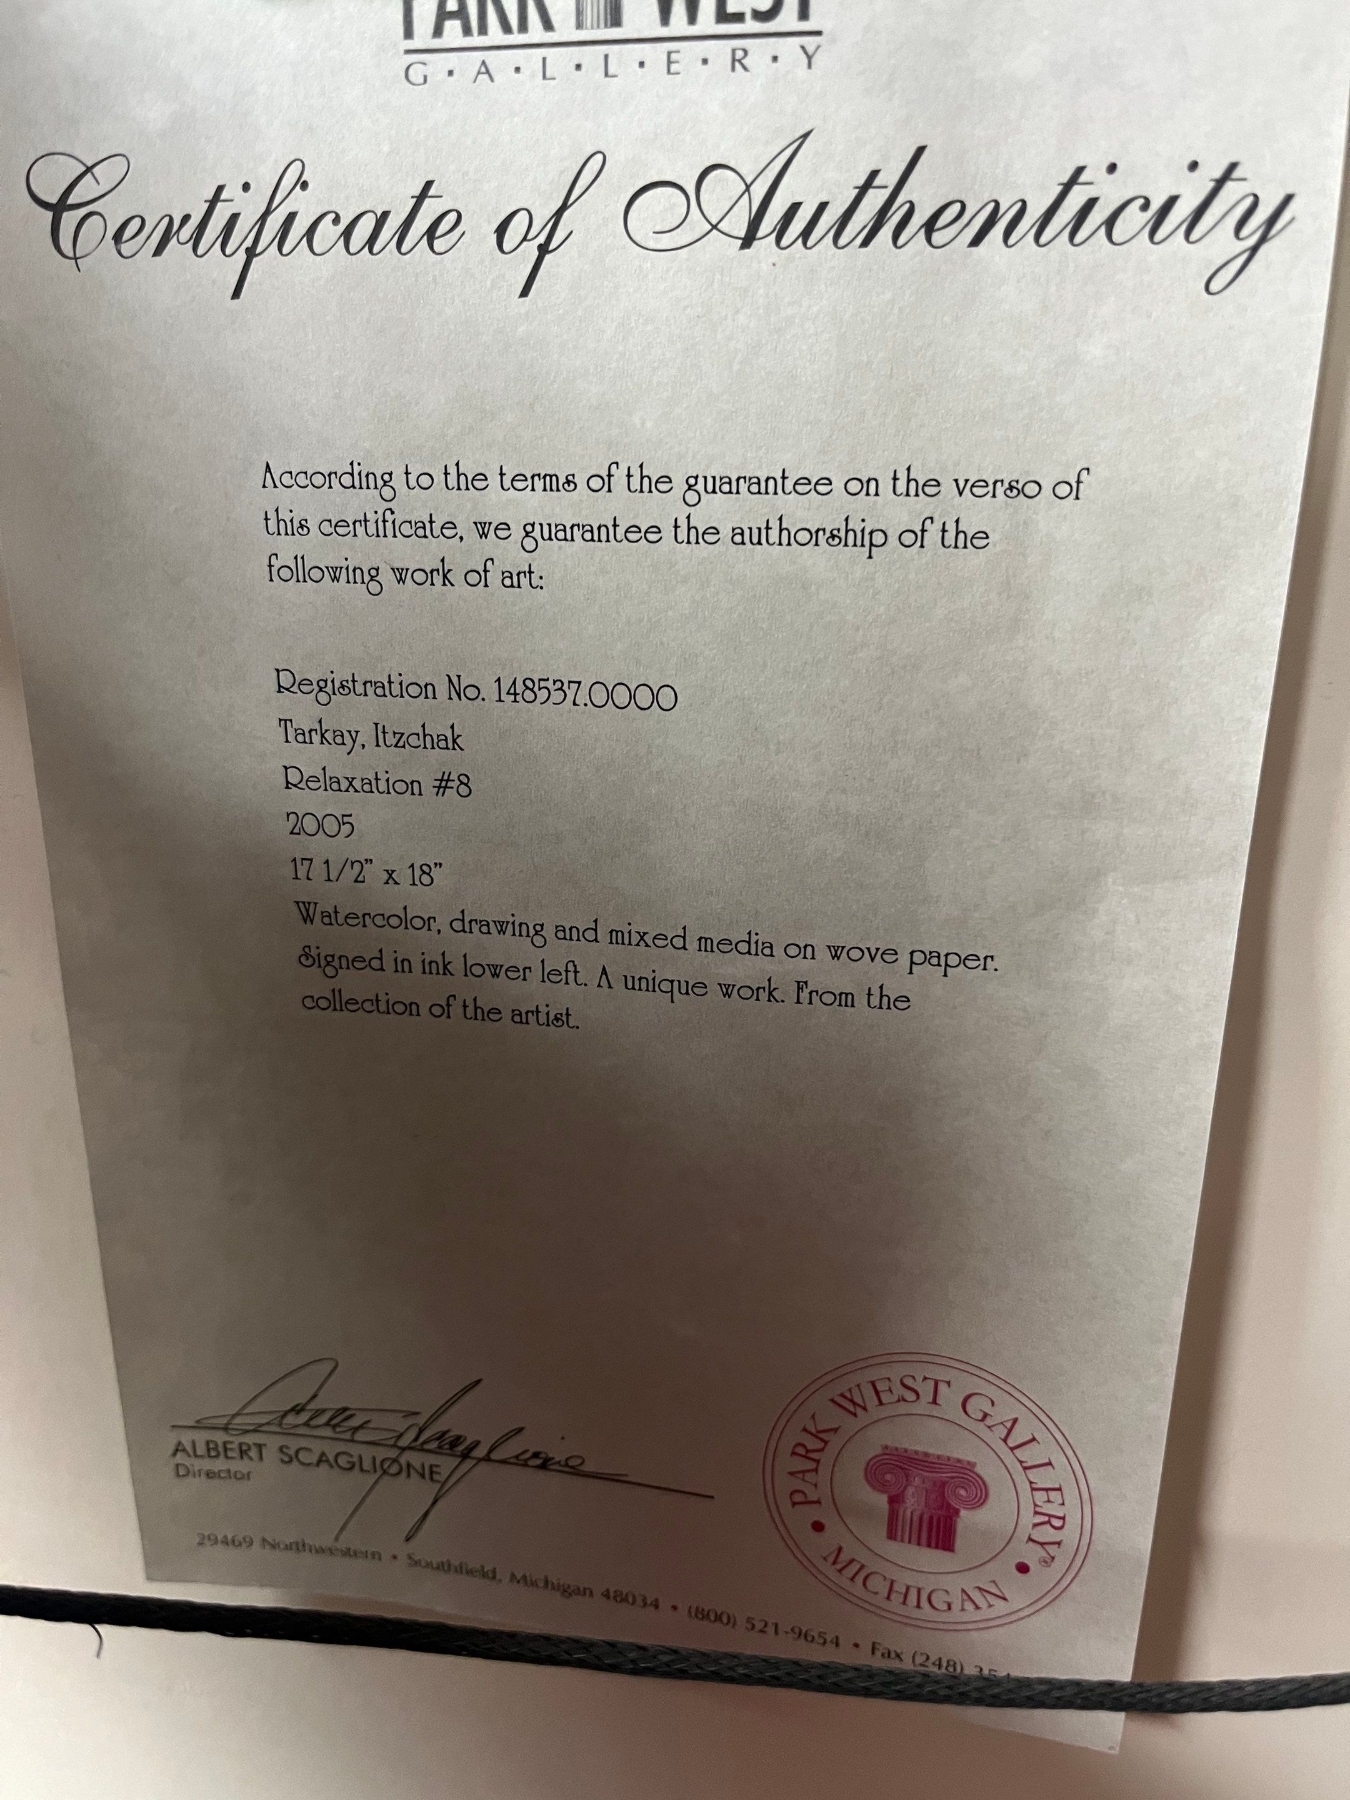 PARK WEST
G·A·L·L·E·R·Y
Certificate of Authenticity
According to the terms of the guarantee on the verso of
this certificate, we guarantee the authorship of the
following work of art:
Registration No. 148537.0000
Tarkay, Itzchak
Relaxation #8
2005
17 1/2" x 18"
Watercolor, drawing and mixed media on wove paper.
Signed in ink lower left. A unique work. From the
collection of the artist.
Albert Scaglione
ALBERT SCAGLIONE
Director
PARK WEST GALLERY®
• MICHIGAN •
29469 Northwestern • Southfield, Michigan 48034 • (800) 521-9654 • Fax (248)